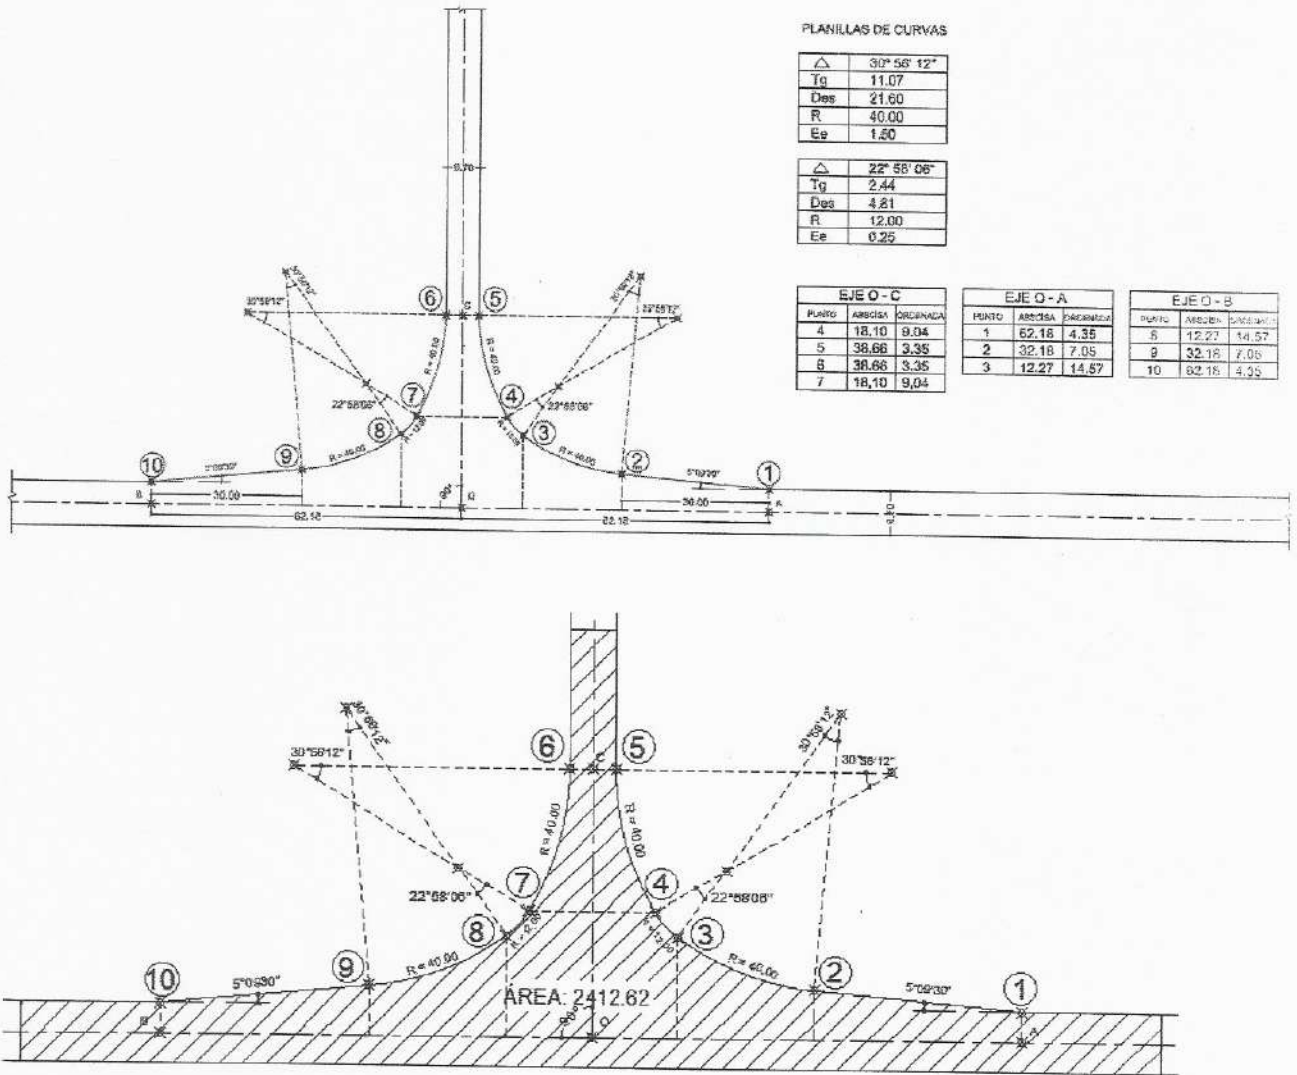 PLANILLAS DE CURVAS
△ 30° 56' 12"
Tg 11.07
Des 21.60
R 40.00
Ee 1.50
△ 22° 58' 06"
Tg 2.44
Des 4.81
R 12.00
Ee 0.25
EJE O - C
PUNTO ABSCISA ORDENADA
4 18,10 9,04
5 38,66 3,35
6 38,66 3,35
7 18,10 9,04
EJE O - A
PUNTO ABSCISA ORDENADA
1 62.18 4.35
2 32.18 7.05
3 12.27 14.57
EJE O - B
PUNTO
8 12.27 14.57
9 32.18 7.05
10 62.18 4.35
30°56'12"
30°56'12"
6
5
R = 40.00
R = 40.00
22°58'06"
7
4
22°58'06"
8
3
R = 12.00
R = 40.00
R = 40.00
10
9
2
1
5°09'30"
5°09'30"
B
30.00
90°
O
30.00
A
62.18
62.18
30°56'12"
30°56'12"
30°56'12"
30°56'12"
6
C
5
R = 40.00
R = 40.00
22°58'06"
7
4
22°58'06"
8
R = 12.00
R = 12.00
3
R = 40.00
R = 40.00
10
5°09'30"
9
AREA: 2412.62
2
5°09'30"
1
B
90°
O
A